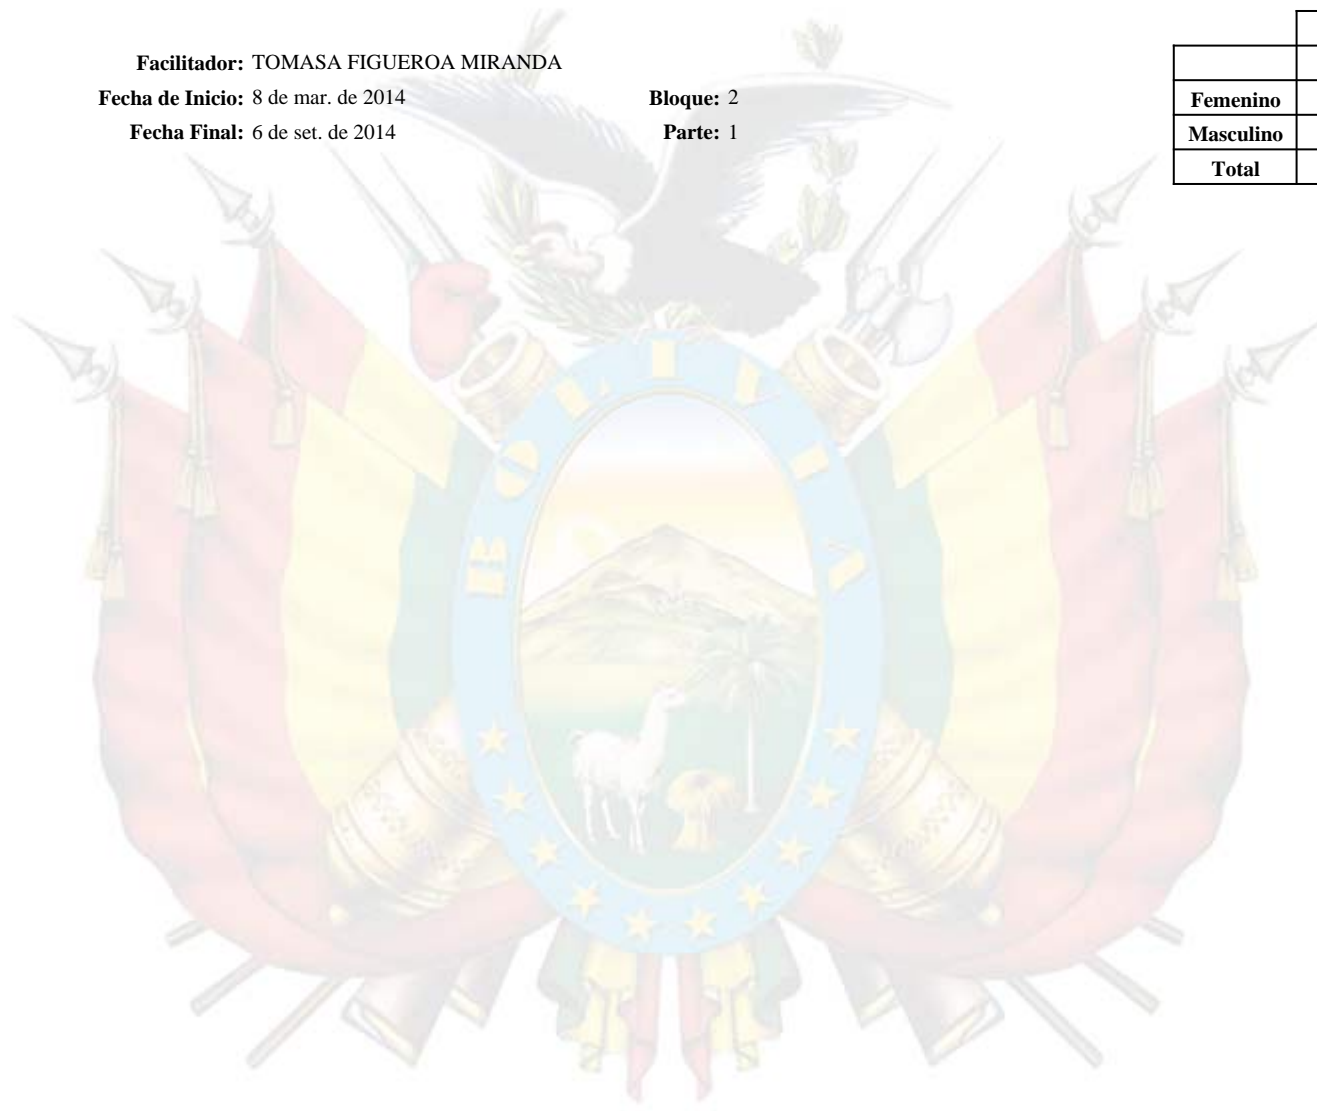 Facilitador: TOMASA FIGUEROA MIRANDA
Fecha de Inicio: 8 de mar. de 2014 Bloque: 2
Fecha Final: 6 de set. de 2014 Parte: 1
Femenino
Masculino
Total
BOLIVIA